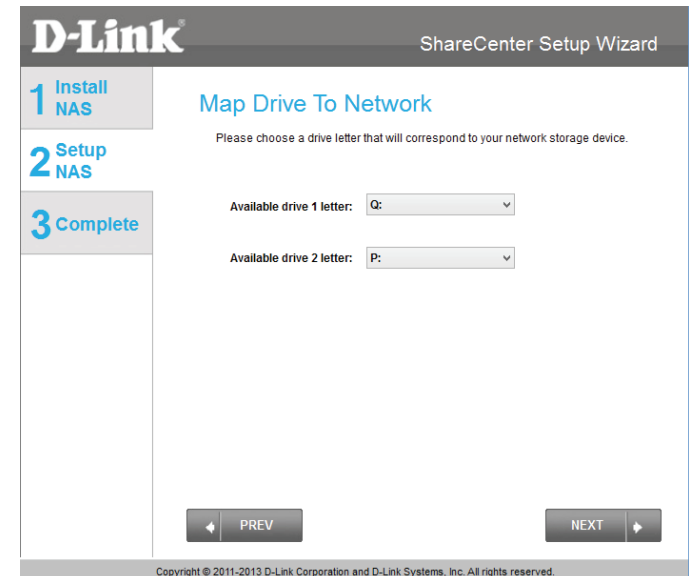 D-Link
ShareCenter Setup Wizard
1 Install
NAS
2 Setup
NAS
3 Complete
Map Drive To Network
Please choose a drive letter that will correspond to your network storage device.
Available drive 1 letter: Q:
Available drive 2 letter: P:
PREV
NEXT
Copyright © 2011-2013 D-Link Corporation and D-Link Systems, Inc. All rights reserved.